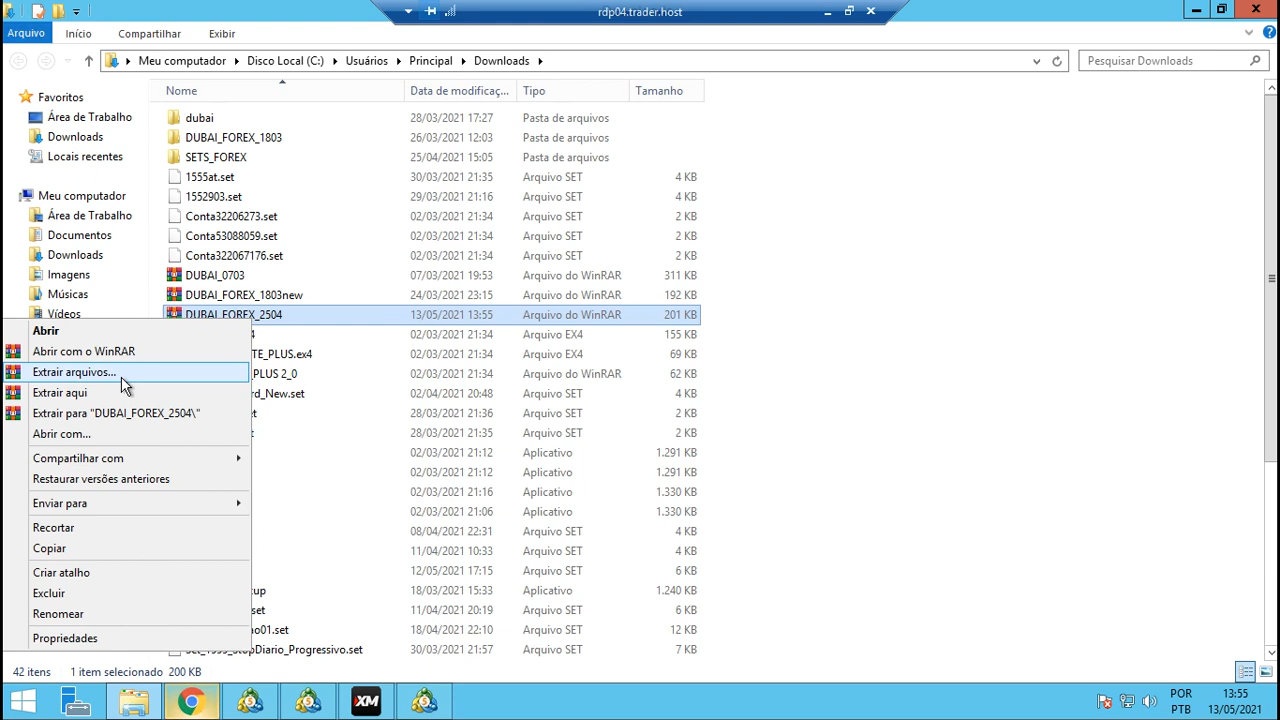 rdp04.trader.host
Arquivo Início Compartilhar Exibir
Meu computador Disco Local (C:) Usuários Principal Downloads
Pesquisar Downloads
Nome Data de modificaç... Tipo Tamanho
Favoritos
Área de Trabalho
Downloads
Locais recentes
Meu computador
Área de Trabalho
Documentos
Downloads
Imagens
Músicas
Vídeos
dubai 28/03/2021 17:27 Pasta de arquivos
DUBAI_FOREX_1803 26/03/2021 12:03 Pasta de arquivos
SETS_FOREX 25/04/2021 15:05 Pasta de arquivos
1555at.set 30/03/2021 21:35 Arquivo SET 4 KB
1552903.set 29/03/2021 21:16 Arquivo SET 4 KB
Conta32206273.set 02/03/2021 21:34 Arquivo SET 2 KB
Conta53088059.set 02/03/2021 21:34 Arquivo SET 2 KB
Conta322067176.set 02/03/2021 21:34 Arquivo SET 2 KB
DUBAI_0703 07/03/2021 19:53 Arquivo do WinRAR 311 KB
DUBAI_FOREX_1803new 24/03/2021 23:15 Arquivo do WinRAR 192 KB
DUBAI_FOREX_2504 13/05/2021 13:55 Arquivo do WinRAR 201 KB
4 02/03/2021 21:34 Arquivo EX4 155 KB
TE_PLUS.ex4 02/03/2021 21:34 Arquivo EX4 69 KB
_PLUS 2_0 02/03/2021 21:34 Arquivo do WinRAR 62 KB
rd_New.set 02/04/2021 20:48 Arquivo SET 4 KB
et 28/03/2021 21:36 Arquivo SET 2 KB
t 28/03/2021 21:35 Arquivo SET 2 KB
02/03/2021 21:12 Aplicativo 1.291 KB
02/03/2021 21:12 Aplicativo 1.291 KB
02/03/2021 21:16 Aplicativo 1.330 KB
02/03/2021 21:06 Aplicativo 1.330 KB
08/04/2021 22:31 Arquivo SET 4 KB
11/04/2021 10:33 Arquivo SET 4 KB
12/05/2021 17:15 Arquivo SET 6 KB
up 18/03/2021 15:33 Aplicativo 1.240 KB
set 11/04/2021 20:19 Arquivo SET 6 KB
no01.set 18/04/2021 22:10 Arquivo SET 12 KB
_StopDiario_Progressivo.set 30/03/2021 21:57 Arquivo SET 7 KB
Abrir
Abrir com o WinRAR
Extrair arquivos...
Extrair aqui
Extrair para "DUBAI_FOREX_2504\"
Abrir com...
Compartilhar com
Restaurar versões anteriores
Enviar para
Recortar
Copiar
Criar atalho
Excluir
Renomear
Propriedades
42 itens 1 item selecionado 200 KB
XM
POR 13:55
PTB 13/05/2021